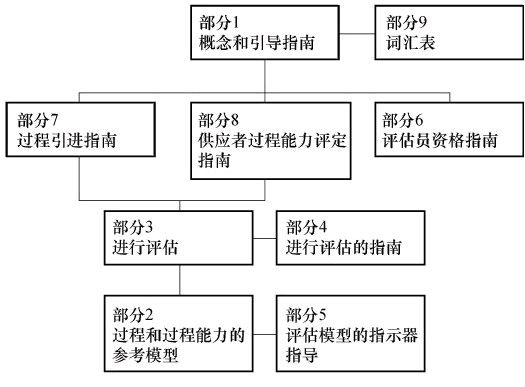 部分1
概念和引导指南
部分9
词汇表
部分7
过程引进指南
部分8
供应者过程能力评定
指南
部分6
评估员资格指南
部分3
进行评估
部分4
进行评估的指南
部分2
过程和过程能力的
参考模型
部分5
评估模型的指示器
指导